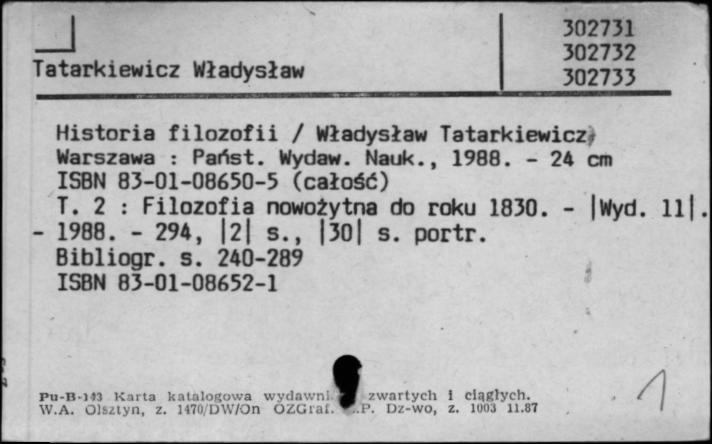 302731
302732
302733
Tatarkiewicz Władysław
Historia filozofii / Władysław Tatarkiewicz,
Warszawa : Państ. Wydaw. Nauk., 1988. - 24 cm
ISBN 83-01-08650-5 (całość)
T. 2 : Filozofia nowożytna do roku 1830. - |Wyd. 11|.
- 1988. - 294, |2| s., |30| s. portr.
Bibliogr. s. 240-289
ISBN 83-01-08652-1
Pu-B-143 Karta katalogowa zwartych i ciągłych.
W.A. Olsztyn, z. 1470/DW/On OZGraf. .P. Dz-wo, z. 1003 11.87
1